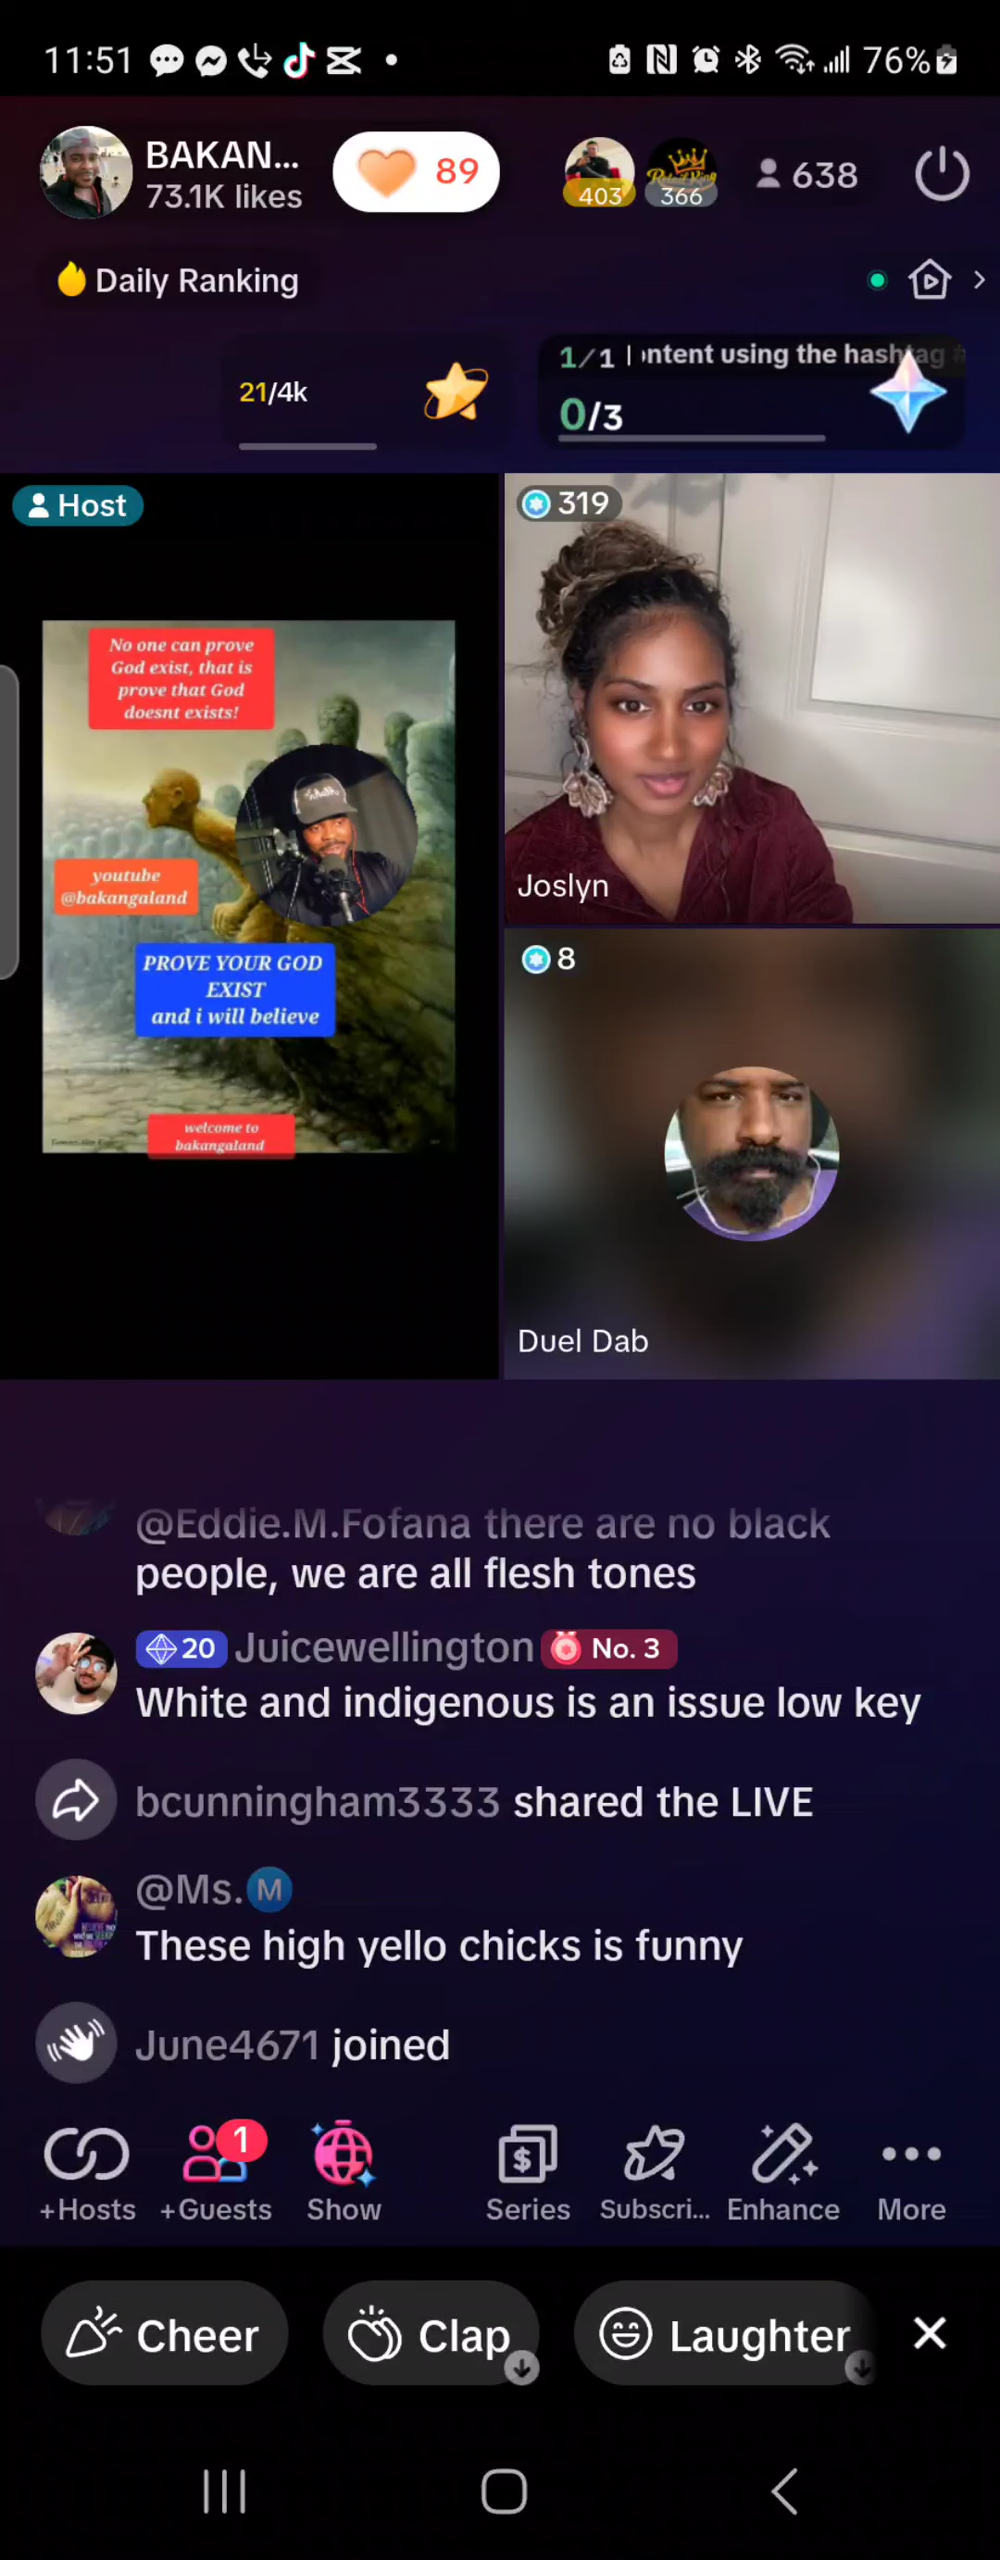 11:51
76%
BAKAN...
73.1K likes
89
403
366
638
Daily Ranking
21/4k
1/1 | ntent using the hashtag #
0/3
Host
No one can prove
God exist, that is
prove that God
doesnt exists!
youtube
@bakangaland
PROVE YOUR GOD
EXIST
and i will believe
welcome to
bakangaland
319
Joslyn
8
Duel Dab
@Eddie.M.Fofana there are no black
people, we are all flesh tones
20 Juicewellington No. 3
White and indigenous is an issue low key
bcunningham3333 shared the LIVE
@Ms. M
These high yello chicks is funny
June4671 joined
1
+Hosts
+Guests
Show
Series
Subscri...
Enhance
More
Cheer
Clap
Laughter